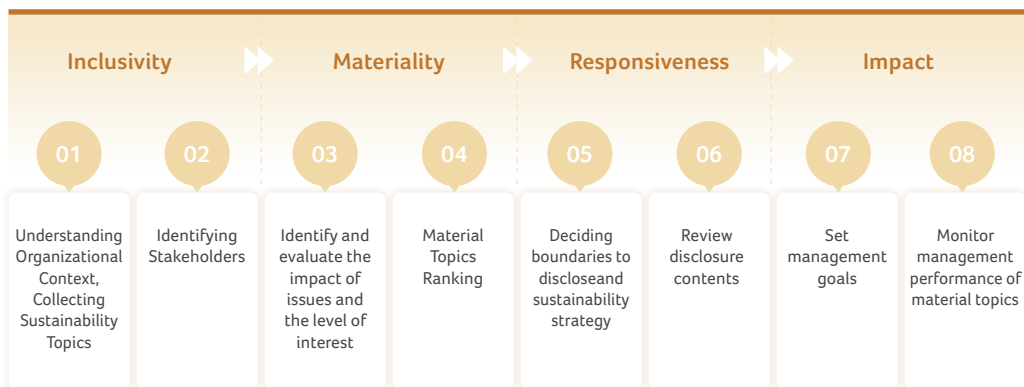 Inclusivity
Materiality
Responsiveness
Impact
01
02
03
04
05
06
07
08
Understanding
Organizational
Context,
Collecting
Sustainability
Topics
Identifying
Stakeholders
Identify and
evaluate the
impact of
issues and
the level of
interest
Material
Topics
Ranking
Deciding
boundaries to
discloseand
sustainability
strategy
Review
disclosure
contents
Set
management
goals
Monitor
management
performance of
material topics